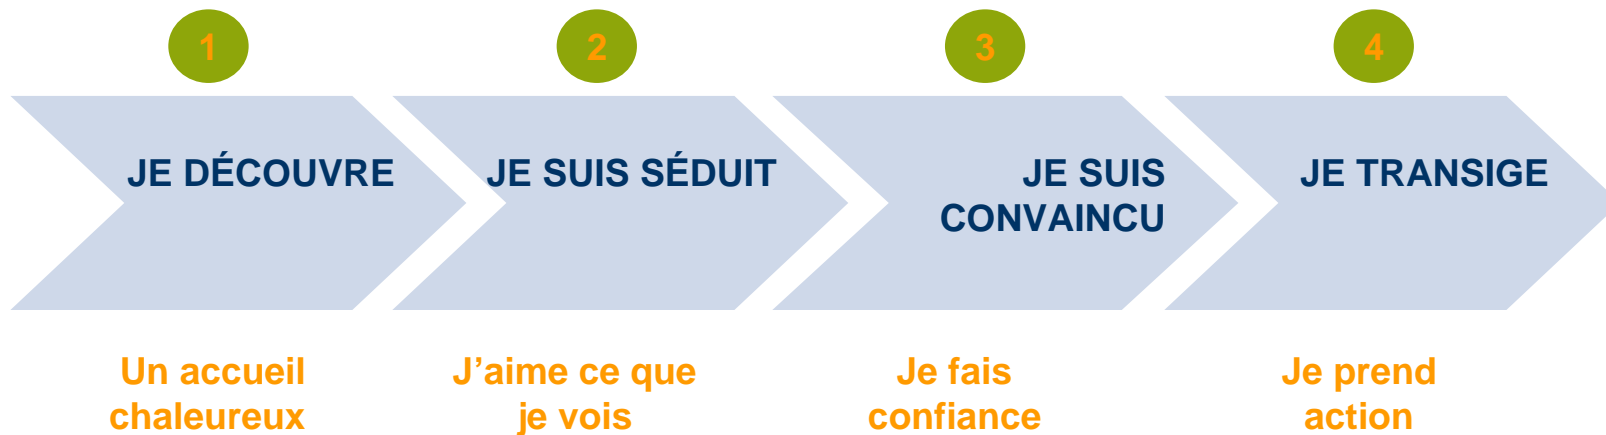 1
2
3
4
JE DÉCOUVRE
JE SUIS SÉDUIT
JE SUIS
CONVAINCU
JE TRANSIGE
Un accueil
chaleureux
J’aime ce que
je vois
Je fais
confiance
Je prend
action